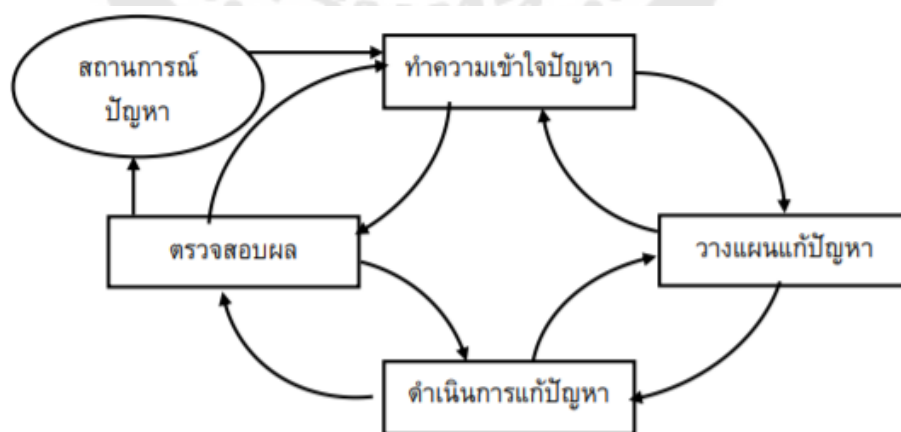 สถานการณ์
ปัญหา
ทำความเข้าใจปัญหา
ตรวจสอบผล
วางแผนแก้ปัญหา
ดำเนินการแก้ปัญหา